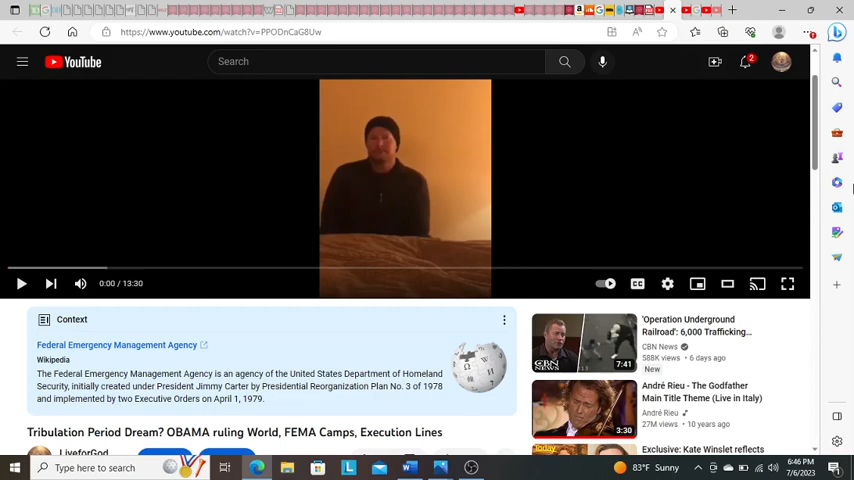 https://www.youtube.com/watch?v=PPODnCaG8Uw
YouTube
Search
2
0:00 / 13:30
CC
Context
Federal Emergency Management Agency
Wikipedia
The Federal Emergency Management Agency is an agency of the United States Department of Homeland
Security, initially created under President Jimmy Carter by Presidential Reorganization Plan No. 3 of 1978
and implemented by two Executive Orders on April 1, 1979.
Tribulation Period Dream? OBAMA ruling World, FEMA Camps, Execution Lines
LiveforGod
'Operation Underground
Railroad': 6,000 Trafficking...
CBN News
588K views • 6 days ago
New
CBN
7:41
André Rieu - The Godfather
Main Title Theme (Live in Italy)
André Rieu
27M views • 10 years ago
3:30
Exclusive: Kate Winslet reflects
Today
Type here to search
83°F Sunny
6:46 PM
7/6/2023